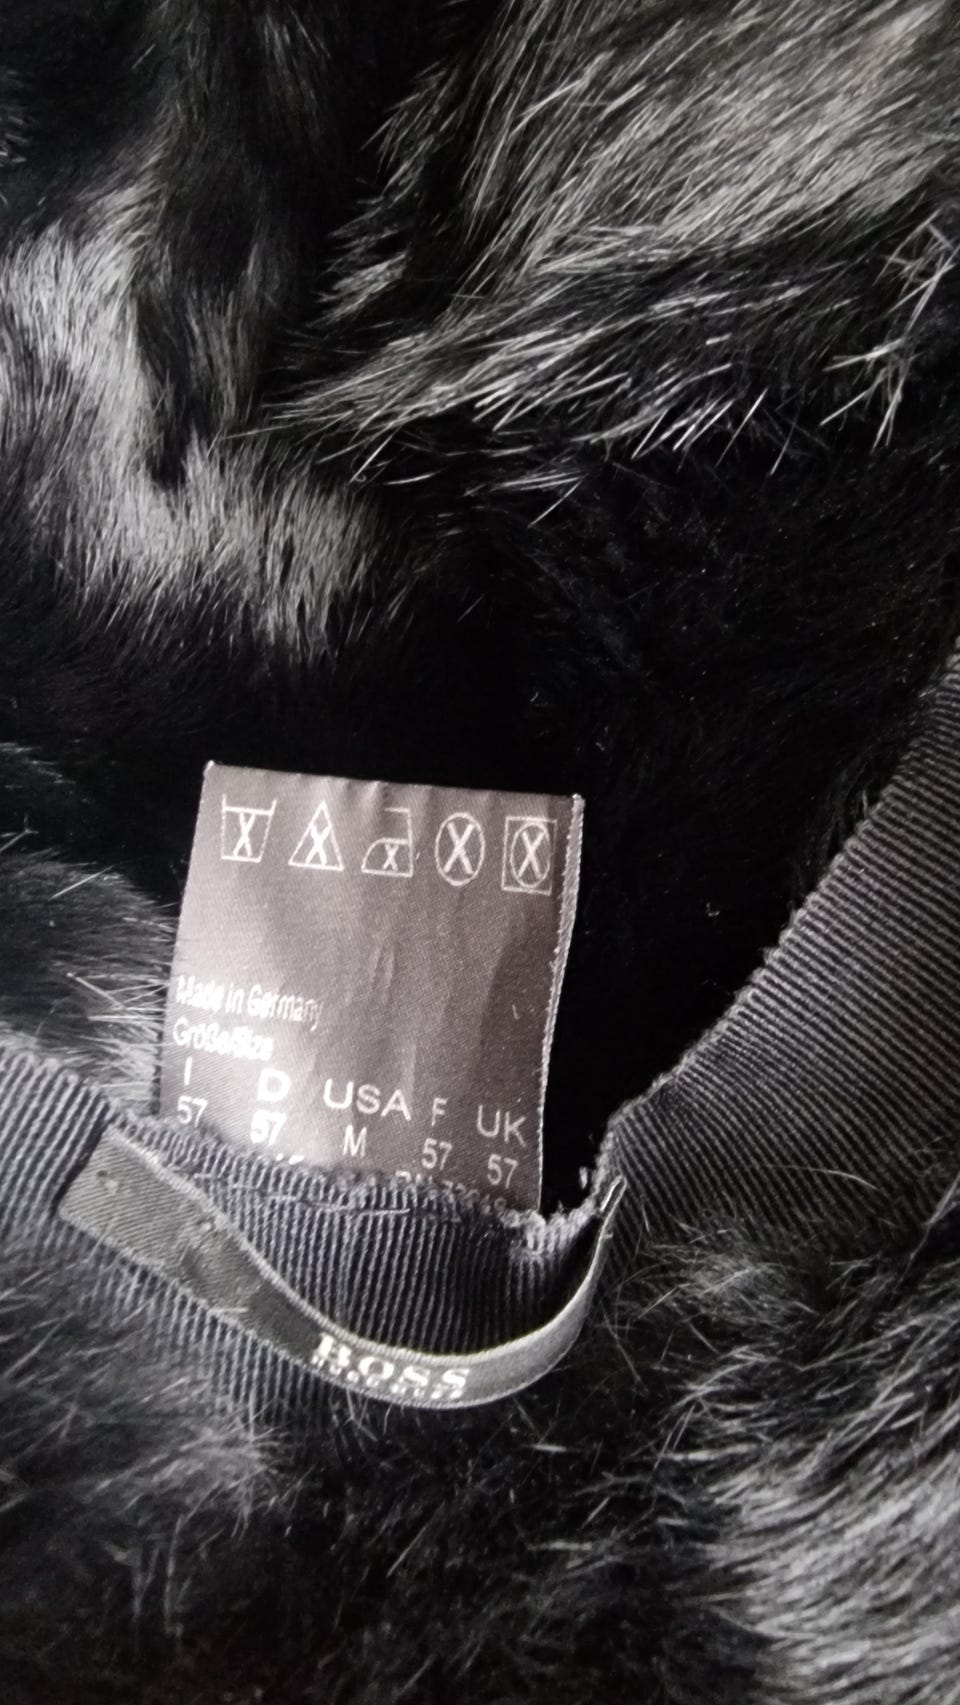 Made in Germany
Größe/Size
I D USA F UK
57 57 M 57 57
BOSS